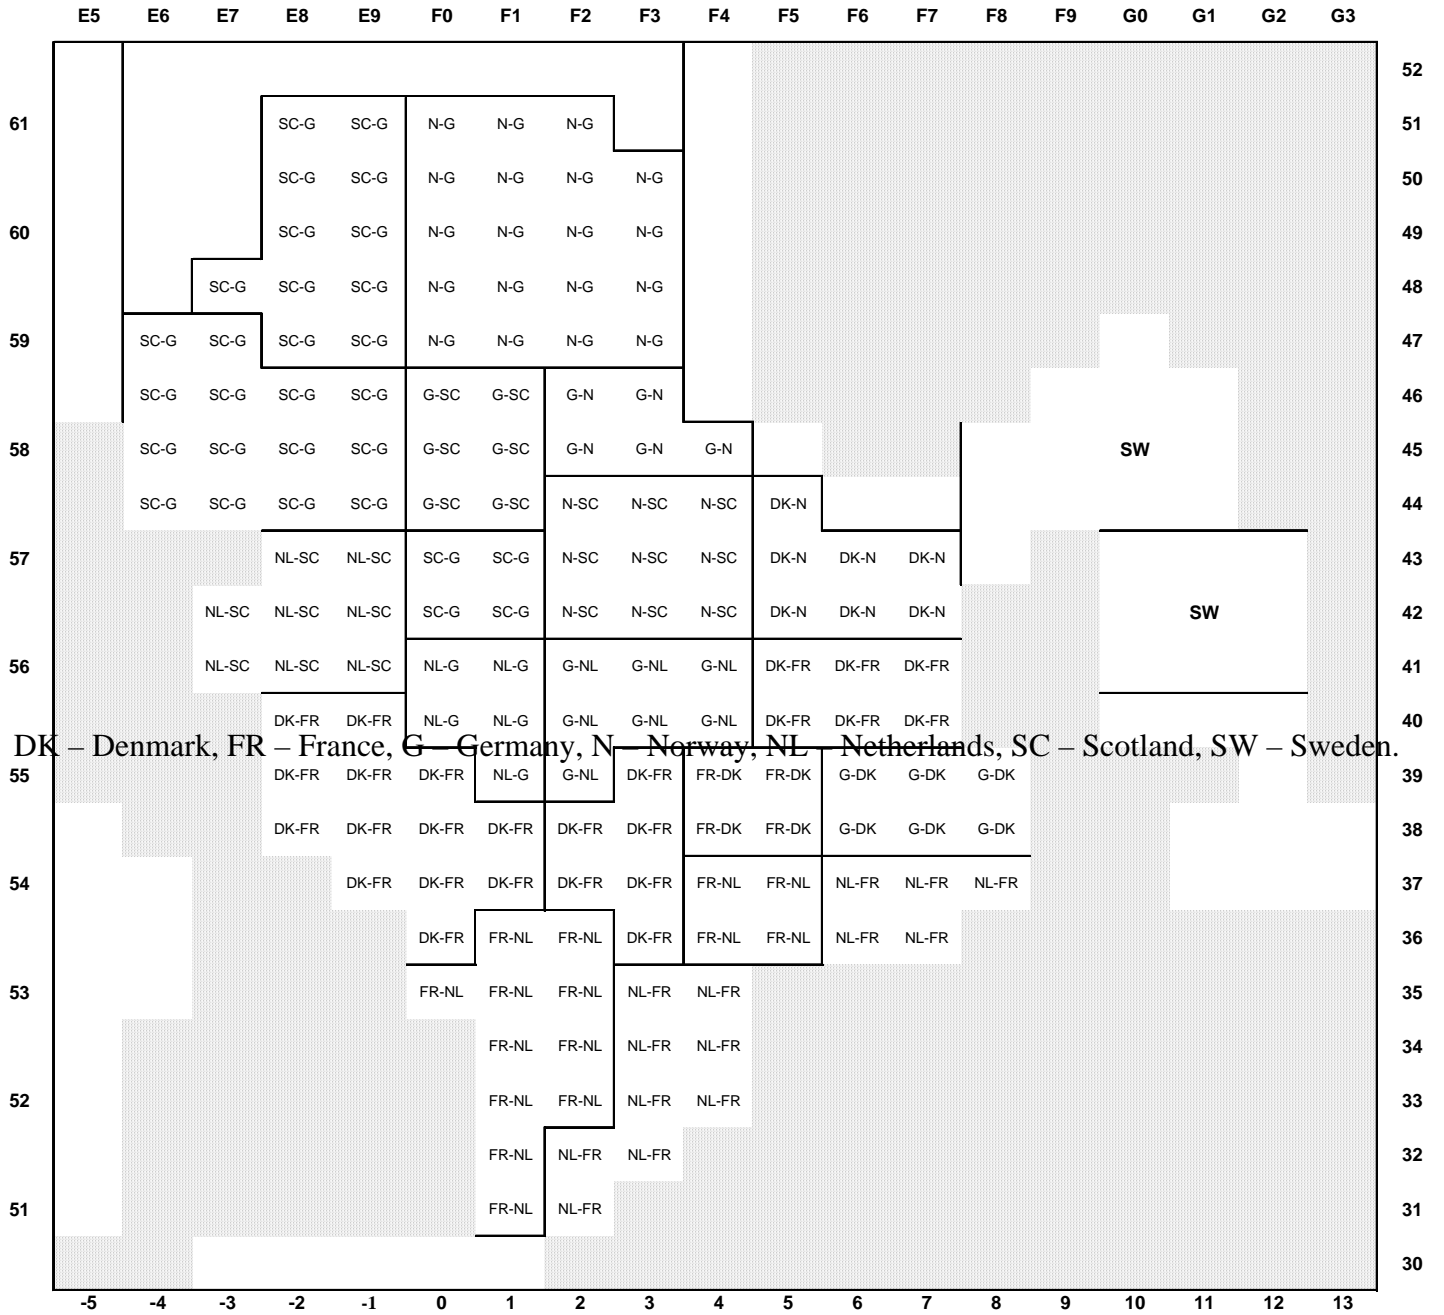 E5 E6 E7 E8 E9 F0 F1 F2 F3 F4 F5 F6 F7 F8 F9 G0 G1 G2 G3
52
61 SC-G SC-G N-G N-G N-G 51
SC-G SC-G N-G N-G N-G N-G 50
60 SC-G SC-G N-G N-G N-G N-G 49
SC-G SC-G SC-G N-G N-G N-G N-G 48
59 SC-G SC-G SC-G SC-G N-G N-G N-G N-G 47
SC-G SC-G SC-G SC-G G-SC G-SC G-N G-N 46
58 SC-G SC-G SC-G SC-G G-SC G-SC G-N G-N G-N SW 45
SC-G SC-G SC-G SC-G G-SC G-SC N-SC N-SC N-SC DK-N 44
57 NL-SC NL-SC SC-G SC-G N-SC N-SC N-SC DK-N DK-N DK-N 43
NL-SC NL-SC NL-SC SC-G SC-G N-SC N-SC N-SC DK-N DK-N DK-N SW 42
56 NL-SC NL-SC NL-SC NL-G NL-G G-NL G-NL G-NL DK-FR DK-FR DK-FR 41
DK-FR DK-FR NL-G NL-G G-NL G-NL G-NL DK-FR DK-FR DK-FR 40
DK – Denmark, FR – France, G – Germany, N – Norway, NL – Netherlands, SC – Scotland, SW – Sweden.
55 DK-FR DK-FR DK-FR NL-G G-NL DK-FR FR-DK FR-DK G-DK G-DK G-DK 39
DK-FR DK-FR DK-FR DK-FR DK-FR DK-FR FR-DK FR-DK G-DK G-DK G-DK 38
54 DK-FR DK-FR DK-FR DK-FR DK-FR FR-NL FR-NL NL-FR NL-FR NL-FR 37
DK-FR FR-NL FR-NL DK-FR FR-NL FR-NL NL-FR NL-FR 36
53 FR-NL FR-NL FR-NL NL-FR NL-FR 35
FR-NL FR-NL NL-FR NL-FR 34
52 FR-NL FR-NL NL-FR NL-FR 33
FR-NL NL-FR NL-FR 32
51 FR-NL NL-FR 31
30
-5 -4 -3 -2 -1 0 1 2 3 4 5 6 7 8 9 10 11 12 13